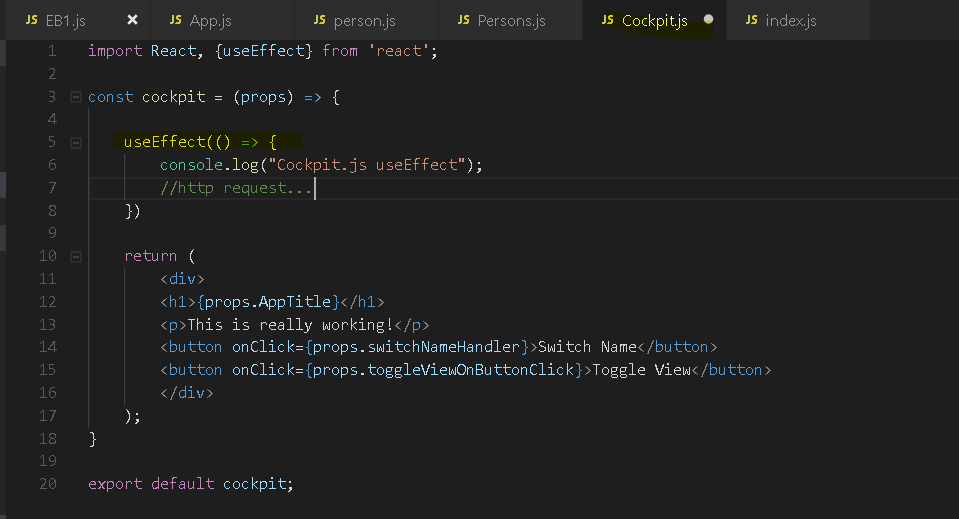 JS EB1.js × JS App.js JS person.js JS Persons.js JS Cockpit.js JS index.js
1 import React, {useEffect} from 'react';
2
3 const cockpit = (props) => {
4
5 useEffect(() => {
6 console.log("Cockpit.js useEffect");
7 //http request...
8 })
9
10 return (
11 <div>
12 <h1>{props.AppTitle}</h1>
13 <p>This is really working!</p>
14 <button onClick={props.switchNameHandler}>Switch Name</button>
15 <button onClick={props.toggleViewOnButtonClick}>Toggle View</button>
16 </div>
17 );
18 }
19
20 export default cockpit;